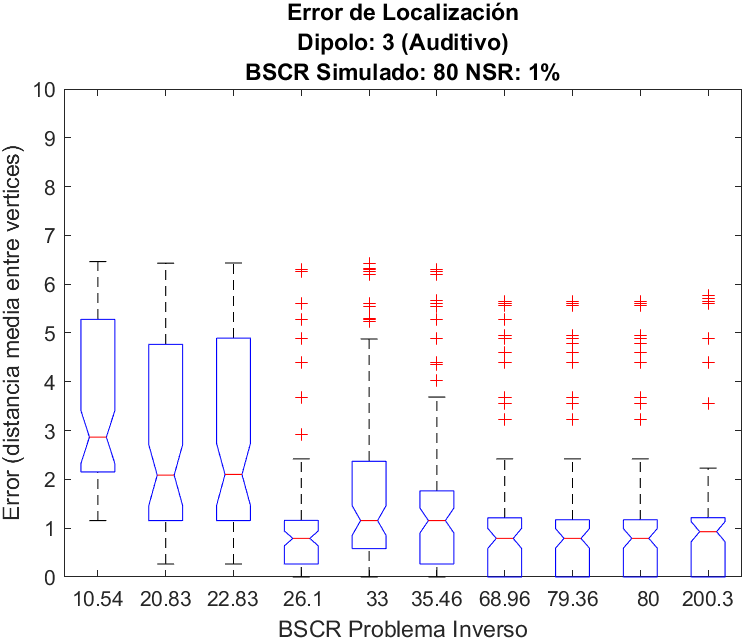 Error de Localización
Dipolo: 3 (Auditivo)
BSCR Simulado: 80 NSR: 1%
Error (distancia media entre vertices)
10
9
8
7
6
5
4
3
2
1
0
10.54 20.83 22.83 26.1 33 35.46 68.96 79.36 80 200.3
BSCR Problema Inverso